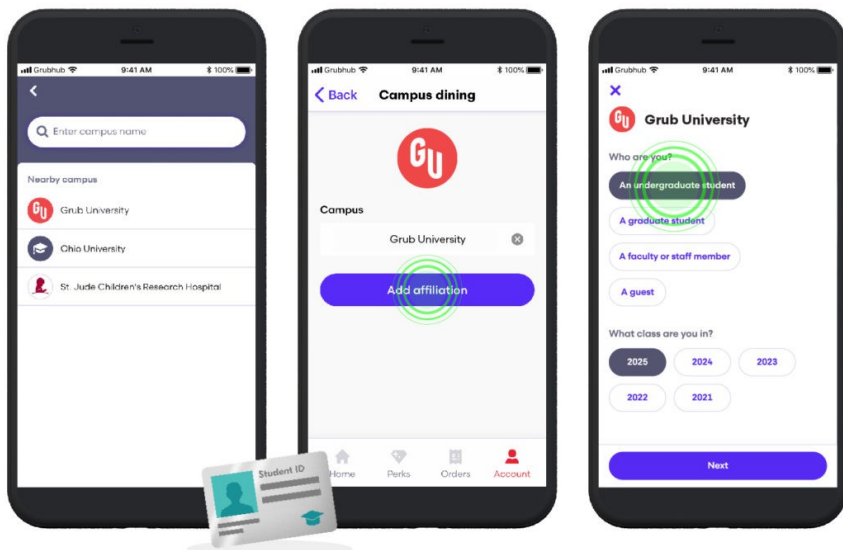 Grubhub 9:41 AM 100%
Enter campus name
Nearby campus
GU Grub University
Ohio University
St. Jude Children's Research Hospital
Grubhub 9:41 AM 100%
Back Campus dining
GU
Campus
Grub University
Add affiliation
Home Perks Orders Account
Student ID
Grubhub 9:41 AM 100%
GU Grub University
Who are you?
An undergraduate student
A graduate student
A faculty or staff member
A guest
What class are you in?
2025 2024 2023
2022 2021
Next